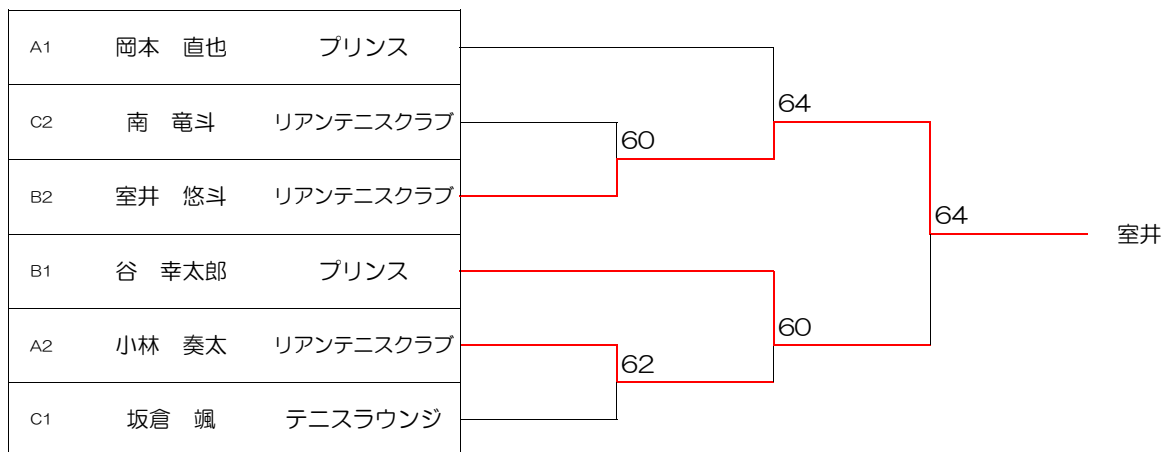 A1 岡本 直也 プリンス
64
C2 南 竜斗 リアンテニスクラブ
60
B2 室井 悠斗 リアンテニスクラブ
64
室井
B1 谷 幸太郎 プリンス
60
A2 小林 奏太 リアンテニスクラブ
62
C1 坂倉 颯 テニスラウンジ